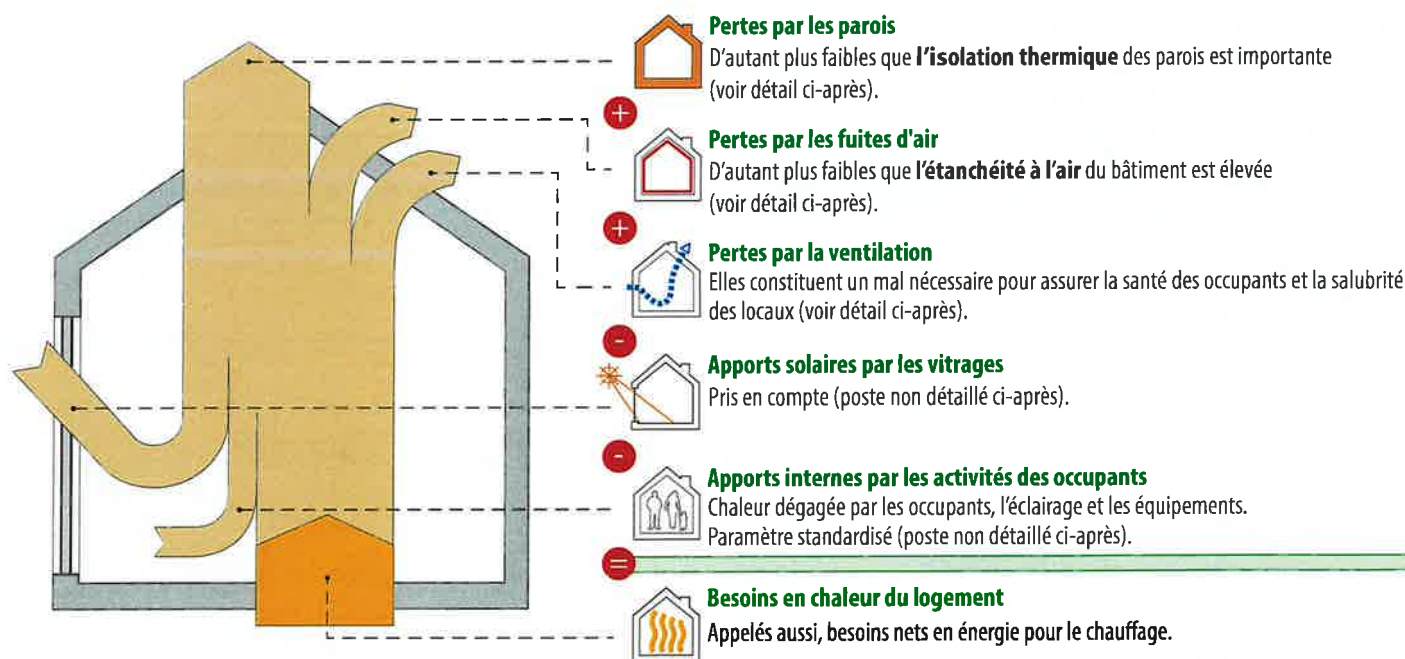 Pertes par les parois
D'autant plus faibles que l'isolation thermique des parois est importante
(voir détail ci-après).
+
Pertes par les fuites d'air
D'autant plus faibles que l'étanchéité à l'air du bâtiment est élevée
(voir détail ci-après).
+
Pertes par la ventilation
Elles constituent un mal nécessaire pour assurer la santé des occupants et la salubrité
des locaux (voir détail ci-après).
-
Apports solaires par les vitrages
Pris en compte (poste non détaillé ci-après).
-
Apports internes par les activités des occupants
Chaleur dégagée par les occupants, l'éclairage et les équipements.
Paramètre standardisé (poste non détaillé ci-après).
=
Besoins en chaleur du logement
Appelés aussi, besoins nets en énergie pour le chauffage.